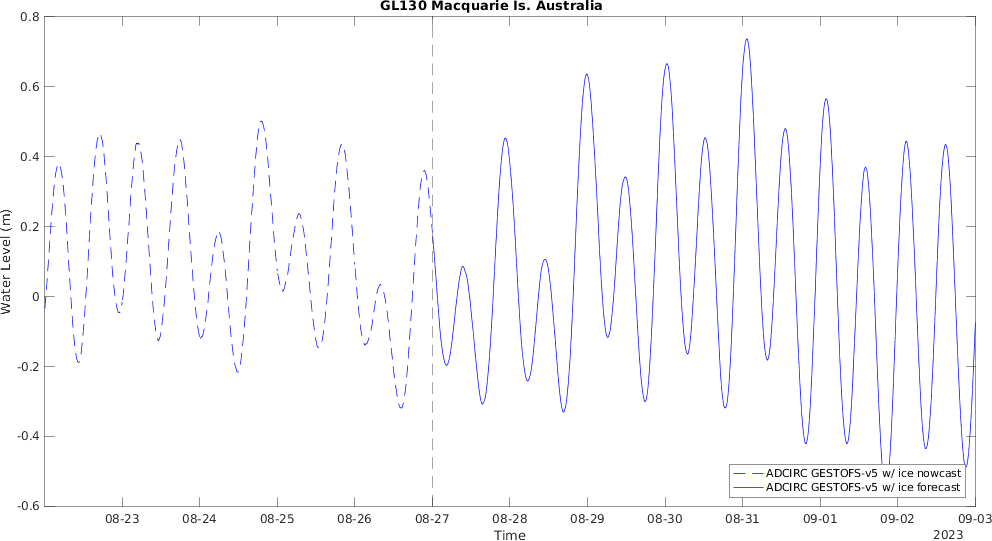 GL130 Macquarie Is. Australia
0.8
0.6
0.4
0.2
0
-0.2
-0.4
-0.6
Water Level (m)
ADCIRC GESTOFS-v5 w/ ice nowcast
ADCIRC GESTOFS-v5 w/ ice forecast
08-23 08-24 08-25 08-26 08-27 08-28 08-29 08-30 08-31 09-01 09-02 09-03
Time
2023